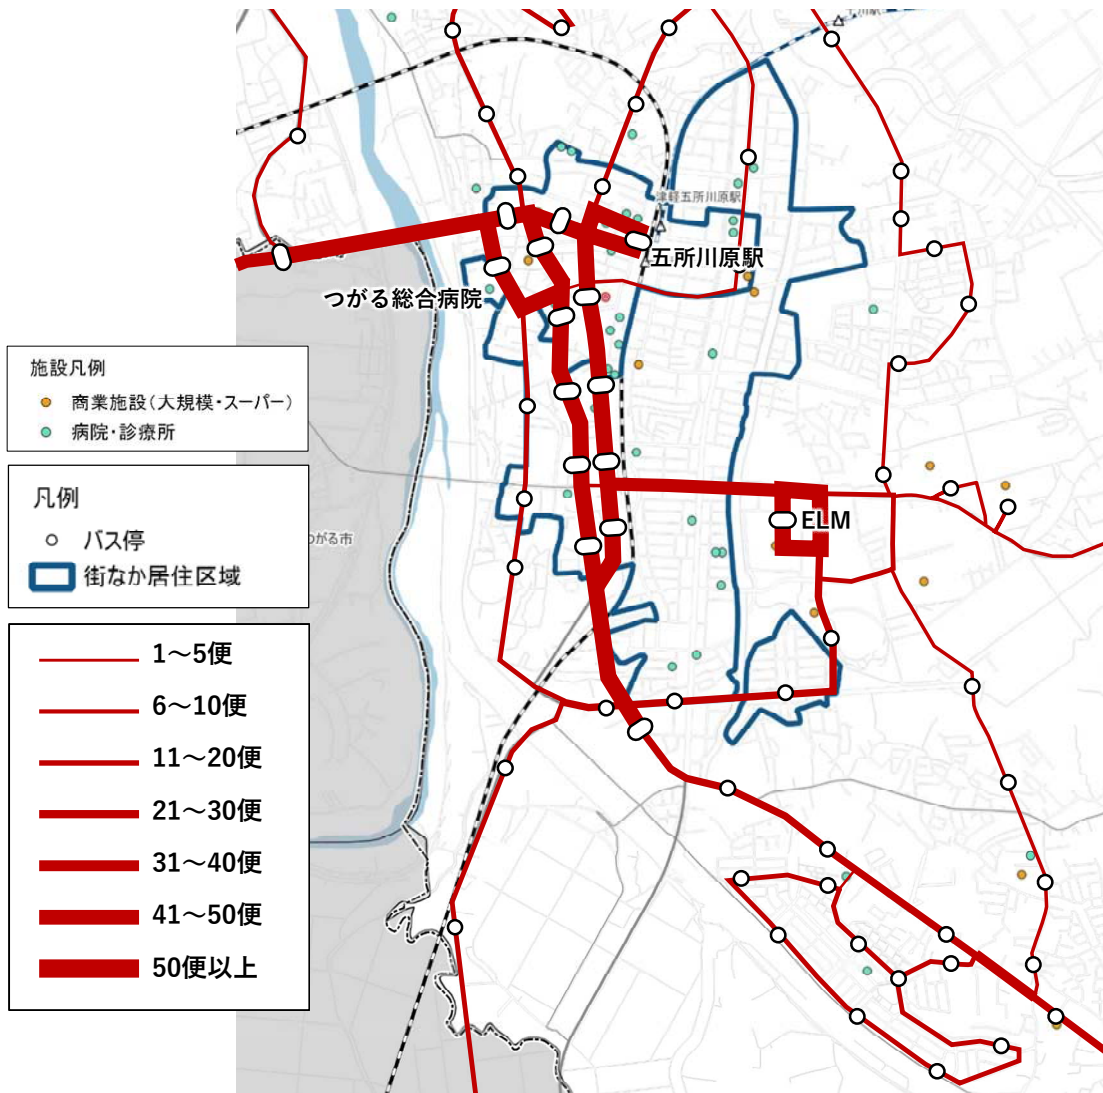 津軽五所川原駅
五所川原駅
つがる総合病院
施設凡例
商業施設(大規模・スーパー)
病院・診療所
ELM
凡例
バス停
街なか居住区域
がる市
1～5便
6～10便
11～20便
21～30便
31～40便
41～50便
50便以上